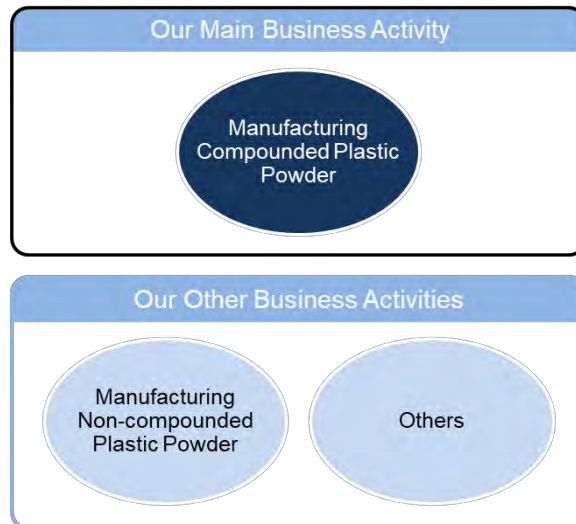 Our Main Business Activity
Manufacturing
Compounded Plastic
Powder
Our Other Business Activities
Manufacturing
Non-compounded
Plastic Powder
Others